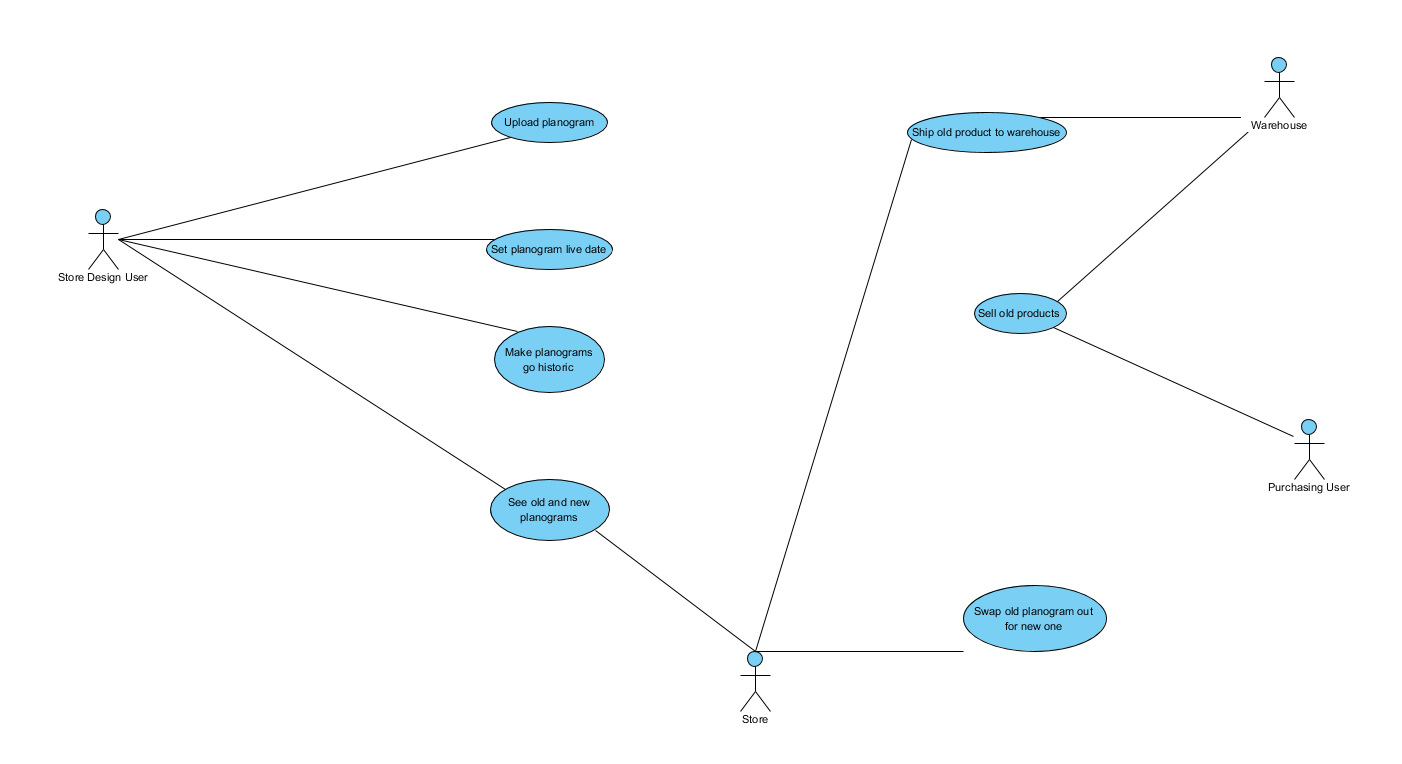 Upload planogram
Ship old product to warehouse
Warehouse
Set planogram live date
Store Design User
Sell old products
Make planograms
go historic
Purchasing User
See old and new
planograms
Swap old planogram out
for new one
Store